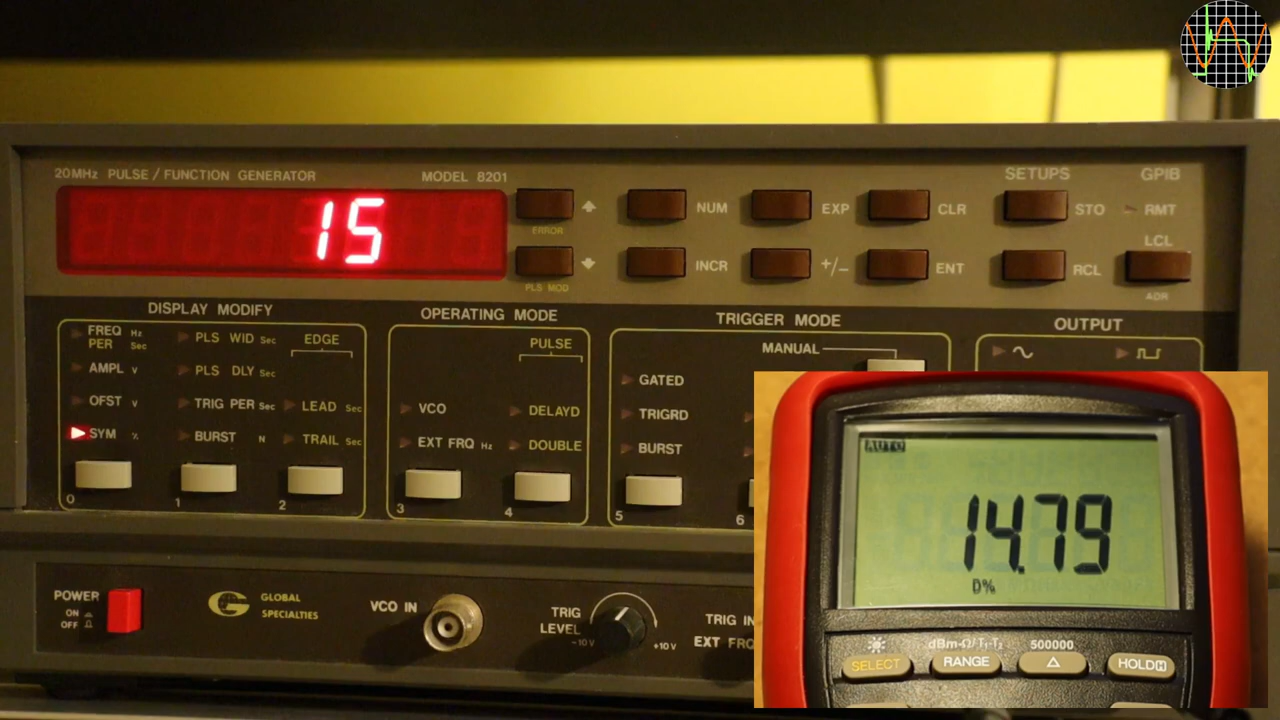 20MHz PULSE / FUNCTION GENERATOR MODEL 8201
15
ERROR
PLS MOD
NUM EXP CLR
INCR +/− ENT
SETUPS
STO
RCL
GPIB
RMT
LCL
ADR
DISPLAY MODIFY
FREQ Hz
PER Sec
AMPL V
OFST V
SYM %
PLS WID Sec
PLS DLY Sec
TRIG PER Sec
BURST N
EDGE
LEAD Sec
TRAIL Sec
0 1 2
OPERATING MODE
PULSE
VCO DELAYD
EXT FRQ Hz DOUBLE
3 4
TRIGGER MODE
MANUAL
GATED
TRIGRD
BURST
5 6
OUTPUT
POWER
ON
OFF
G
GLOBAL
SPECIALTIES
VCO IN
TRIG
LEVEL
−10V +10V
TRIG IN
EXT FRQ
AUTO
14.79
D%
dBm-Ω/T1-T2 500000
SELECT RANGE △ HOLD H